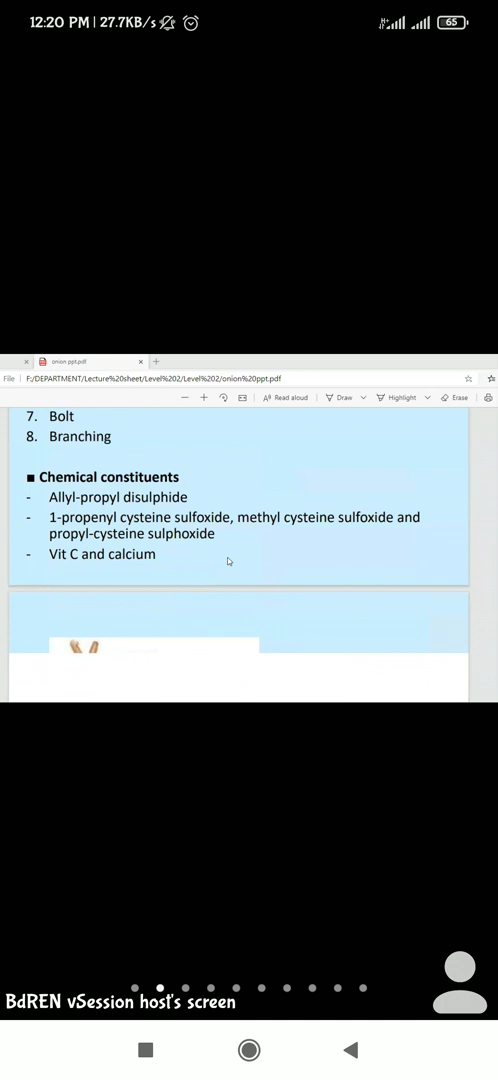 12:20 PM | 27.7KB/s
H+
65
onion ppt.pdf
File | F:/DEPARTMENT/Lecture%20sheet/Level%202/Level%202/onion%20ppt.pdf
Read aloud | Draw Highlight Erase
7. Bolt
8. Branching
■ Chemical constituents
- Allyl-propyl disulphide
- 1-propenyl cysteine sulfoxide, methyl cysteine sulfoxide and
propyl-cysteine sulphoxide
- Vit C and calcium
BdREN vSession host's screen